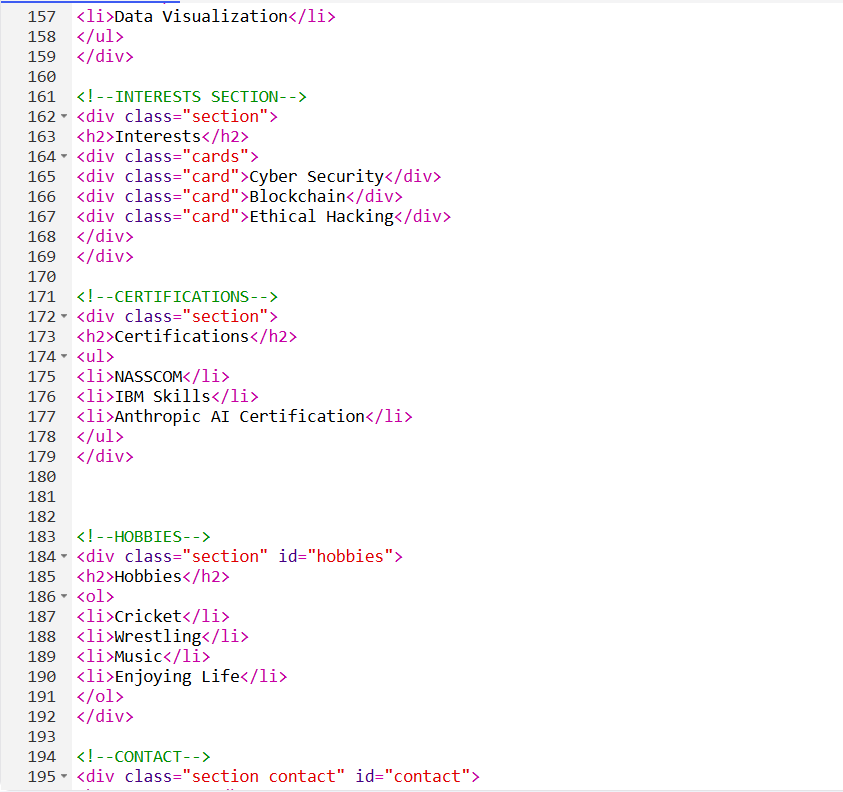 157 <li>Data Visualization</li>
158 </ul>
159 </div>
160
161 <!--INTERESTS SECTION-->
162 <div class="section">
163 <h2>Interests</h2>
164 <div class="cards">
165 <div class="card">Cyber Security</div>
166 <div class="card">Blockchain</div>
167 <div class="card">Ethical Hacking</div>
168 </div>
169 </div>
170
171 <!--CERTIFICATIONS-->
172 <div class="section">
173 <h2>Certifications</h2>
174 <ul>
175 <li>NASSCOM</li>
176 <li>IBM Skills</li>
177 <li>Anthropic AI Certification</li>
178 </ul>
179 </div>
180
181
182
183 <!--HOBBIES-->
184 <div class="section" id="hobbies">
185 <h2>Hobbies</h2>
186 <ol>
187 <li>Cricket</li>
188 <li>Wrestling</li>
189 <li>Music</li>
190 <li>Enjoying Life</li>
191 </ol>
192 </div>
193
194 <!--CONTACT-->
195 <div class="section contact" id="contact">